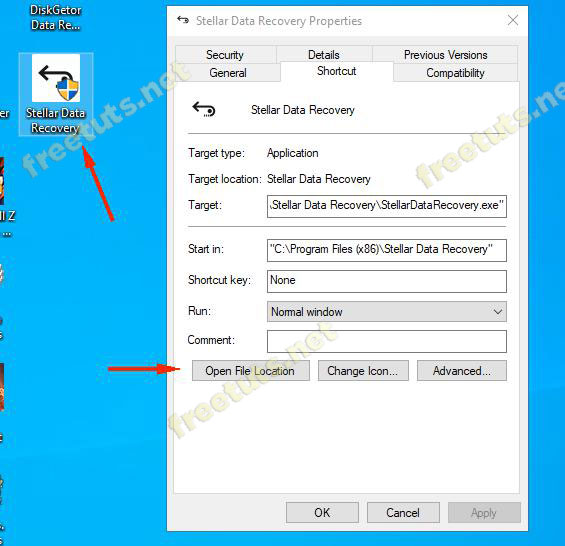 DiskGetor
Data Re...
Stellar Data
Recovery
er
ll Z
...
Stellar Data Recovery Properties
Security
Details
Previous Versions
General
Shortcut
Compatibility
Stellar Data Recovery
Target type: Application
Target location: Stellar Data Recovery
Target: \Stellar Data Recovery\StellarDataRecovery.exe"
Start in: "C:\Program Files (x86)\Stellar Data Recovery"
Shortcut key: None
Run: Normal window
Comment:
Open File Location
Change Icon...
Advanced...
OK
Cancel
Apply
freetuts.net
freetuts.net
freetuts.net